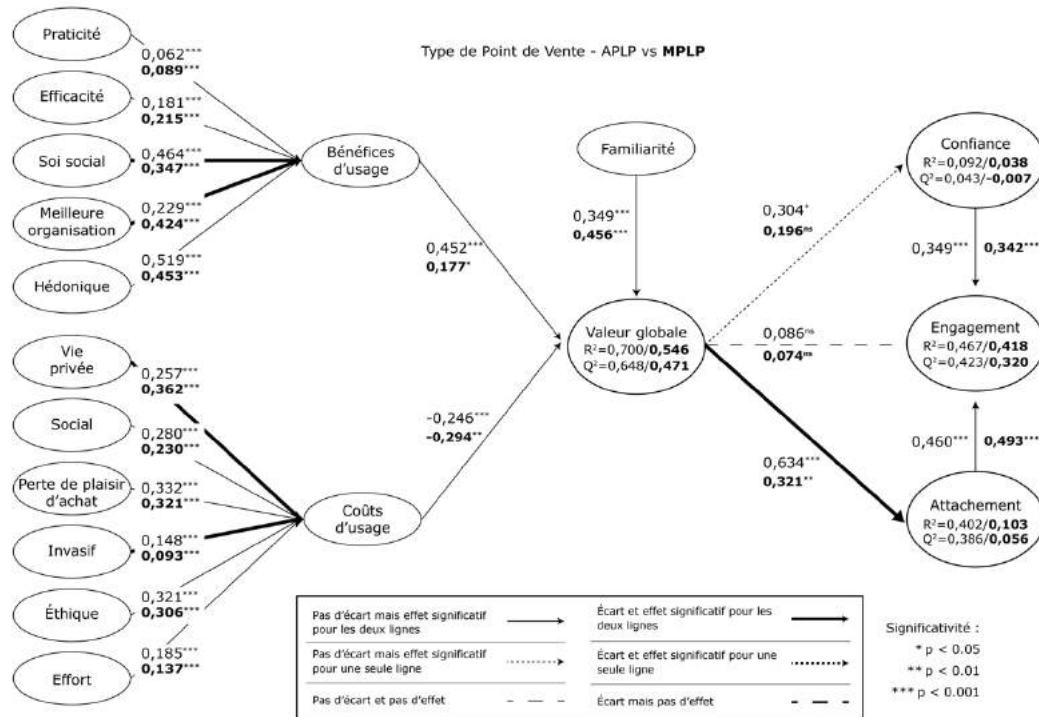 Type de Point de Vente - APLP vs MPLP
Praticité
0,062***
0,089***
Efficacité
0,181***
0,215***
Soi social
0,464***
0,347***
Meilleure
organisation
0,229***
0,424***
Hédonique
0,519***
0,453***
Bénéfices
d'usage
0,452***
0,177*
Familiarité
0,349***
0,456***
Vie
privée
0,257***
0,362***
Social
0,280***
0,230***
Perte de plaisir
d'achat
0,332***
0,321***
Invasif
0,148***
0,093***
Éthique
0,321***
0,306***
Effort
0,185***
0,137***
Coûts
d'usage
-0,246***
-0,294**
Valeur globale
R²=0,700/0,546
Q²=0,648/0,471
0,304*
0,196ns
0,086ns
0,074ns
0,634***
0,321**
Confiance
R²=0,092/0,038
Q²=0,043/-0,007
0,349*** 0,342***
Engagement
R²=0,467/0,418
Q²=0,423/0,320
0,460*** 0,493***
Attachement
R²=0,402/0,103
Q²=0,386/0,056
Pas d'écart mais effet significatif
pour les deux lignes
Écart et effet significatif pour les
deux lignes
Pas d'écart mais effet significatif
pour une seule ligne
Écart et effet significatif pour une
seule ligne
Pas d'écart et pas d'effet
Écart mais pas d'effet
Significativité :
* p < 0.05
** p < 0.01
*** p < 0.001